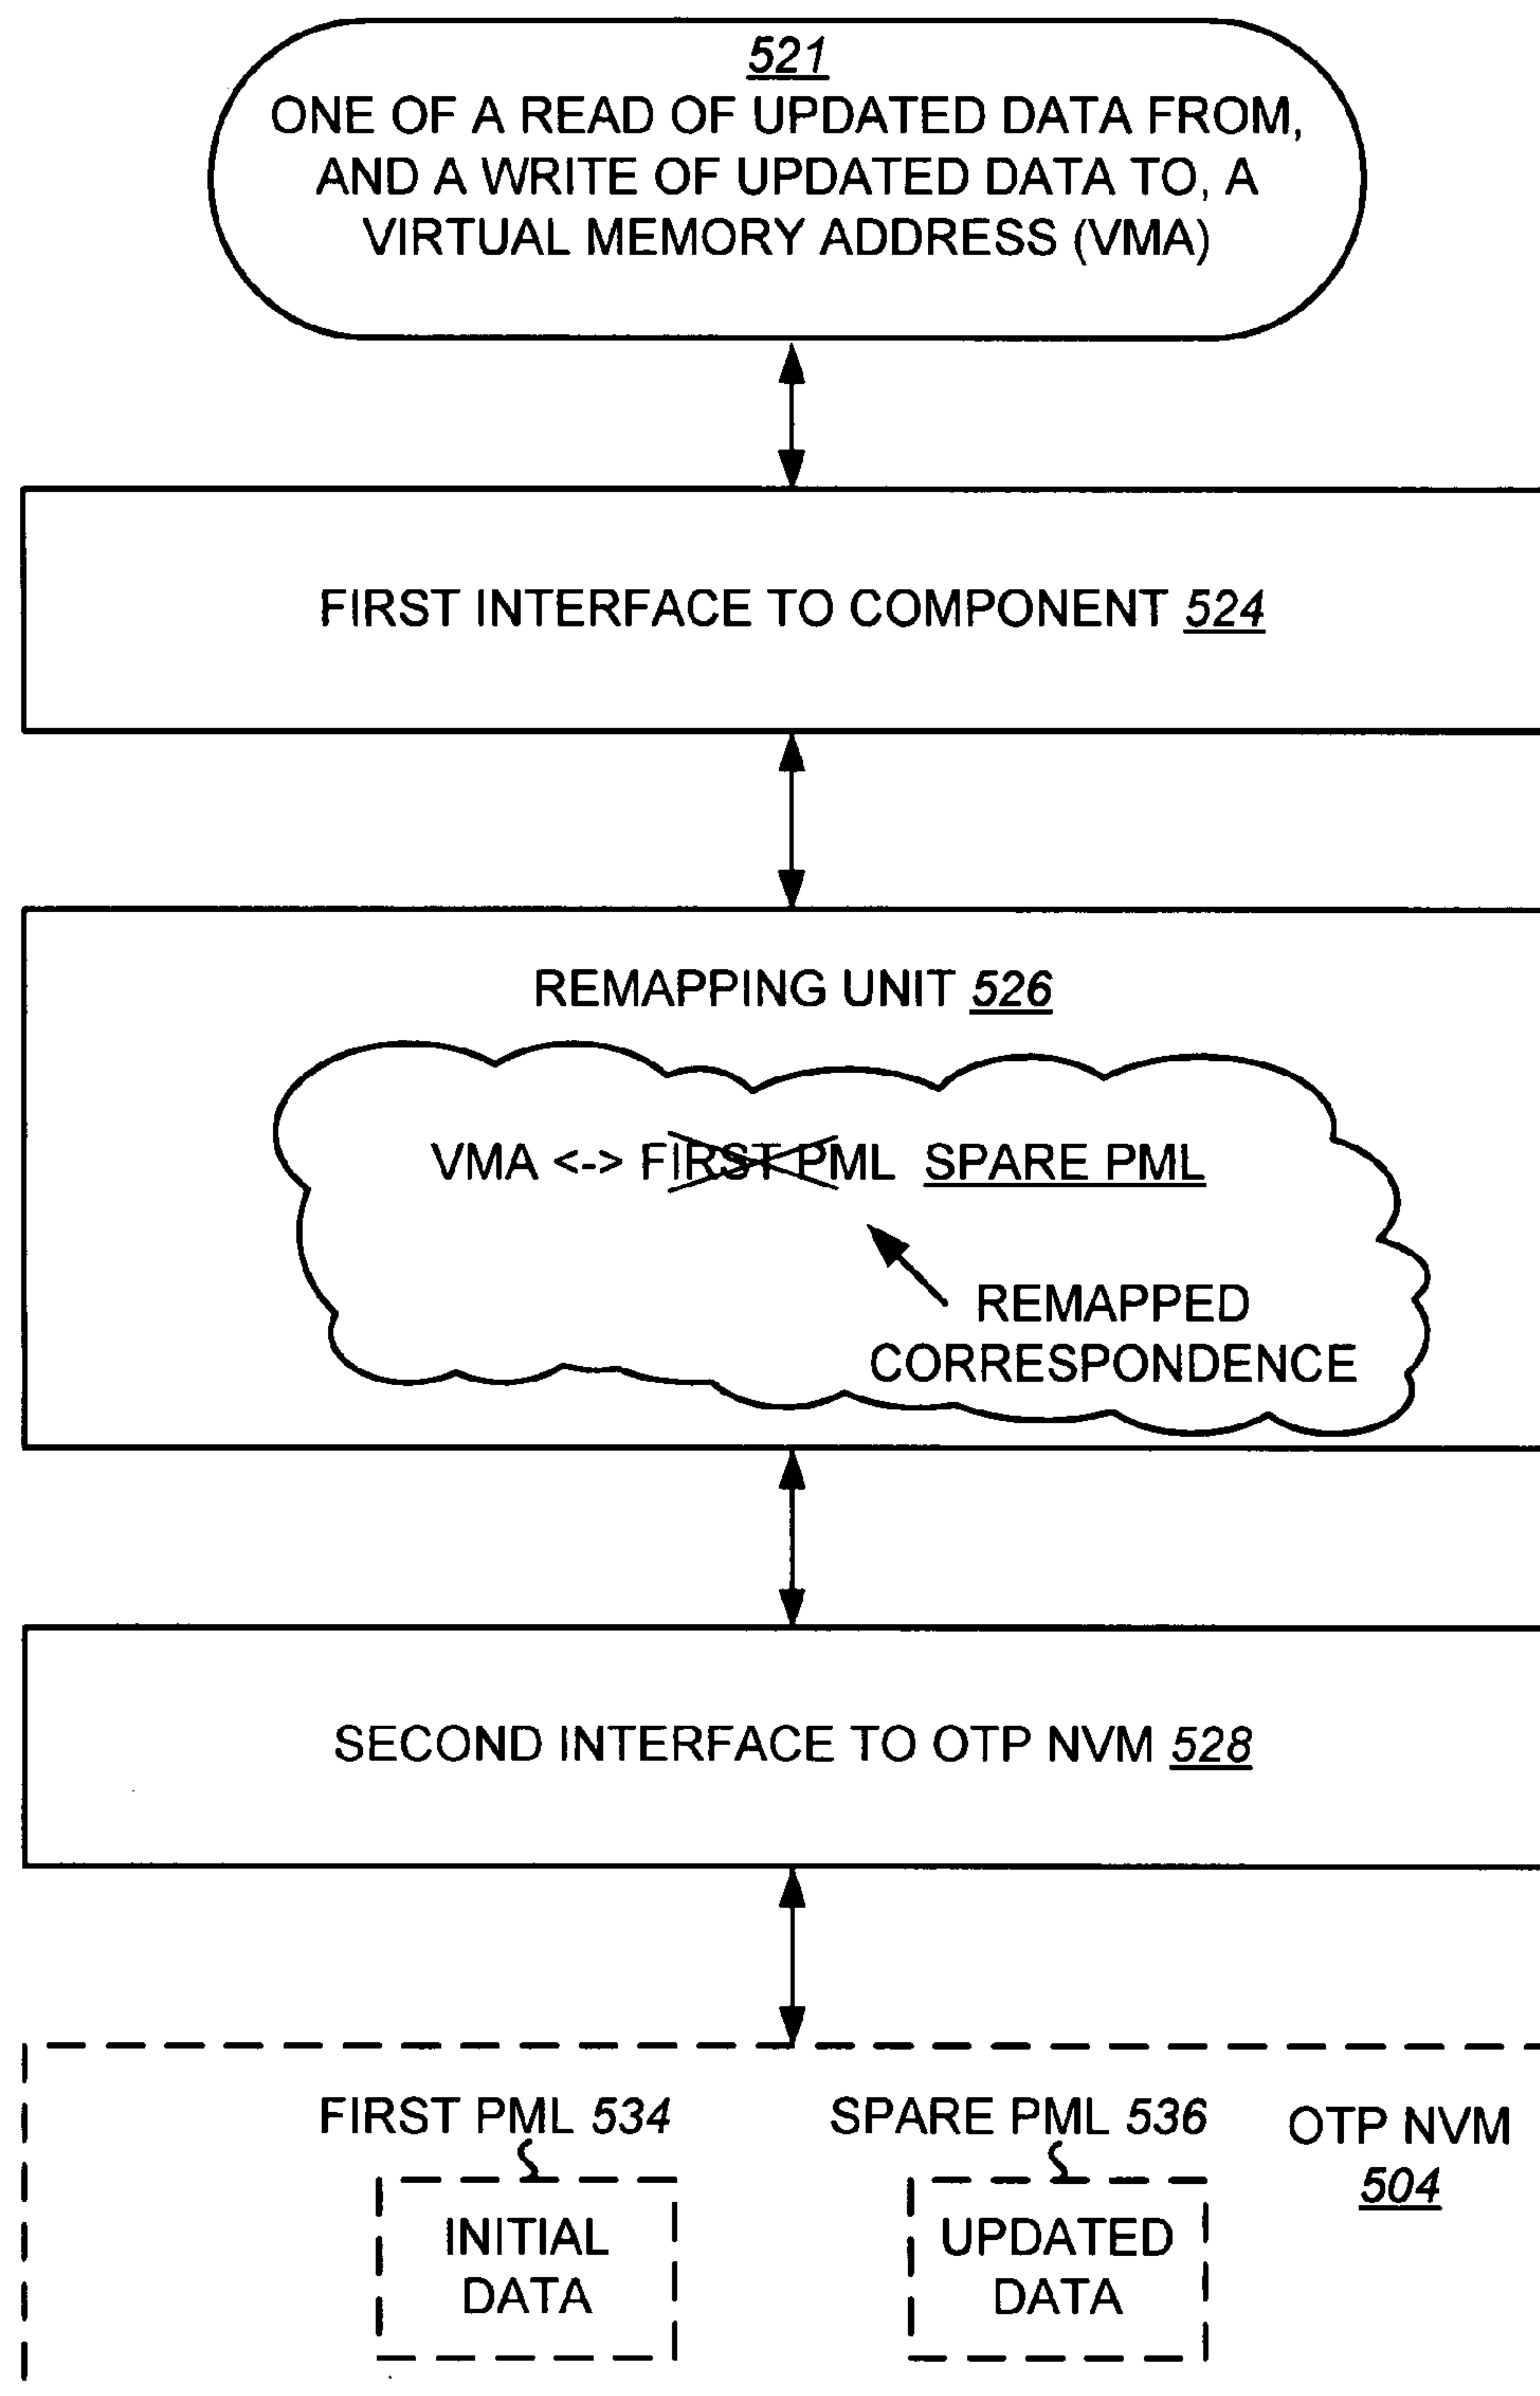 521
ONE OF A READ OF UPDATED DATA FROM,
AND A WRITE OF UPDATED DATA TO, A
VIRTUAL MEMORY ADDRESS (VMA)
FIRST INTERFACE TO COMPONENT 524
REMAPPING UNIT 526
VMA <-> FIRST PML SPARE PML
REMAPPED
CORRESPONDENCE
SECOND INTERFACE TO OTP NVM 528
FIRST PML 534
SPARE PML 536
OTP NVM
504
INITIAL
DATA
UPDATED
DATA